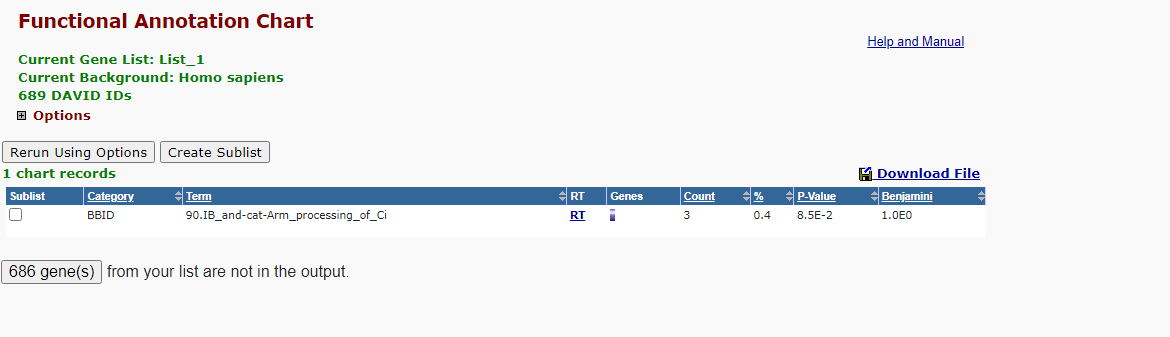 Functional Annotation Chart
Help and Manual
Current Gene List: List_1
Current Background: Homo sapiens
689 DAVID IDs
Options
Rerun Using Options Create Sublist
1 chart records Download File
Sublist Category Term RT Genes Count % P-Value Benjamini
BBID 90.IB_and-cat-Arm_processing_of_Ci RT 3 0.4 8.5E-2 1.0E0
686 gene(s) from your list are not in the output.